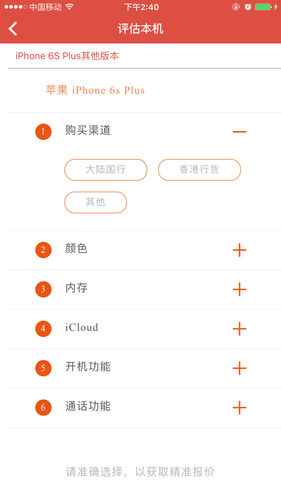 中国移动 下午2:40
评估本机
iPhone 6S Plus其他版本
苹果 iPhone 6s Plus
1 购买渠道
大陆国行 香港行货
其他
2 颜色
3 内存
4 iCloud
5 开机功能
6 通话功能
请准确选择，以获取精准报价